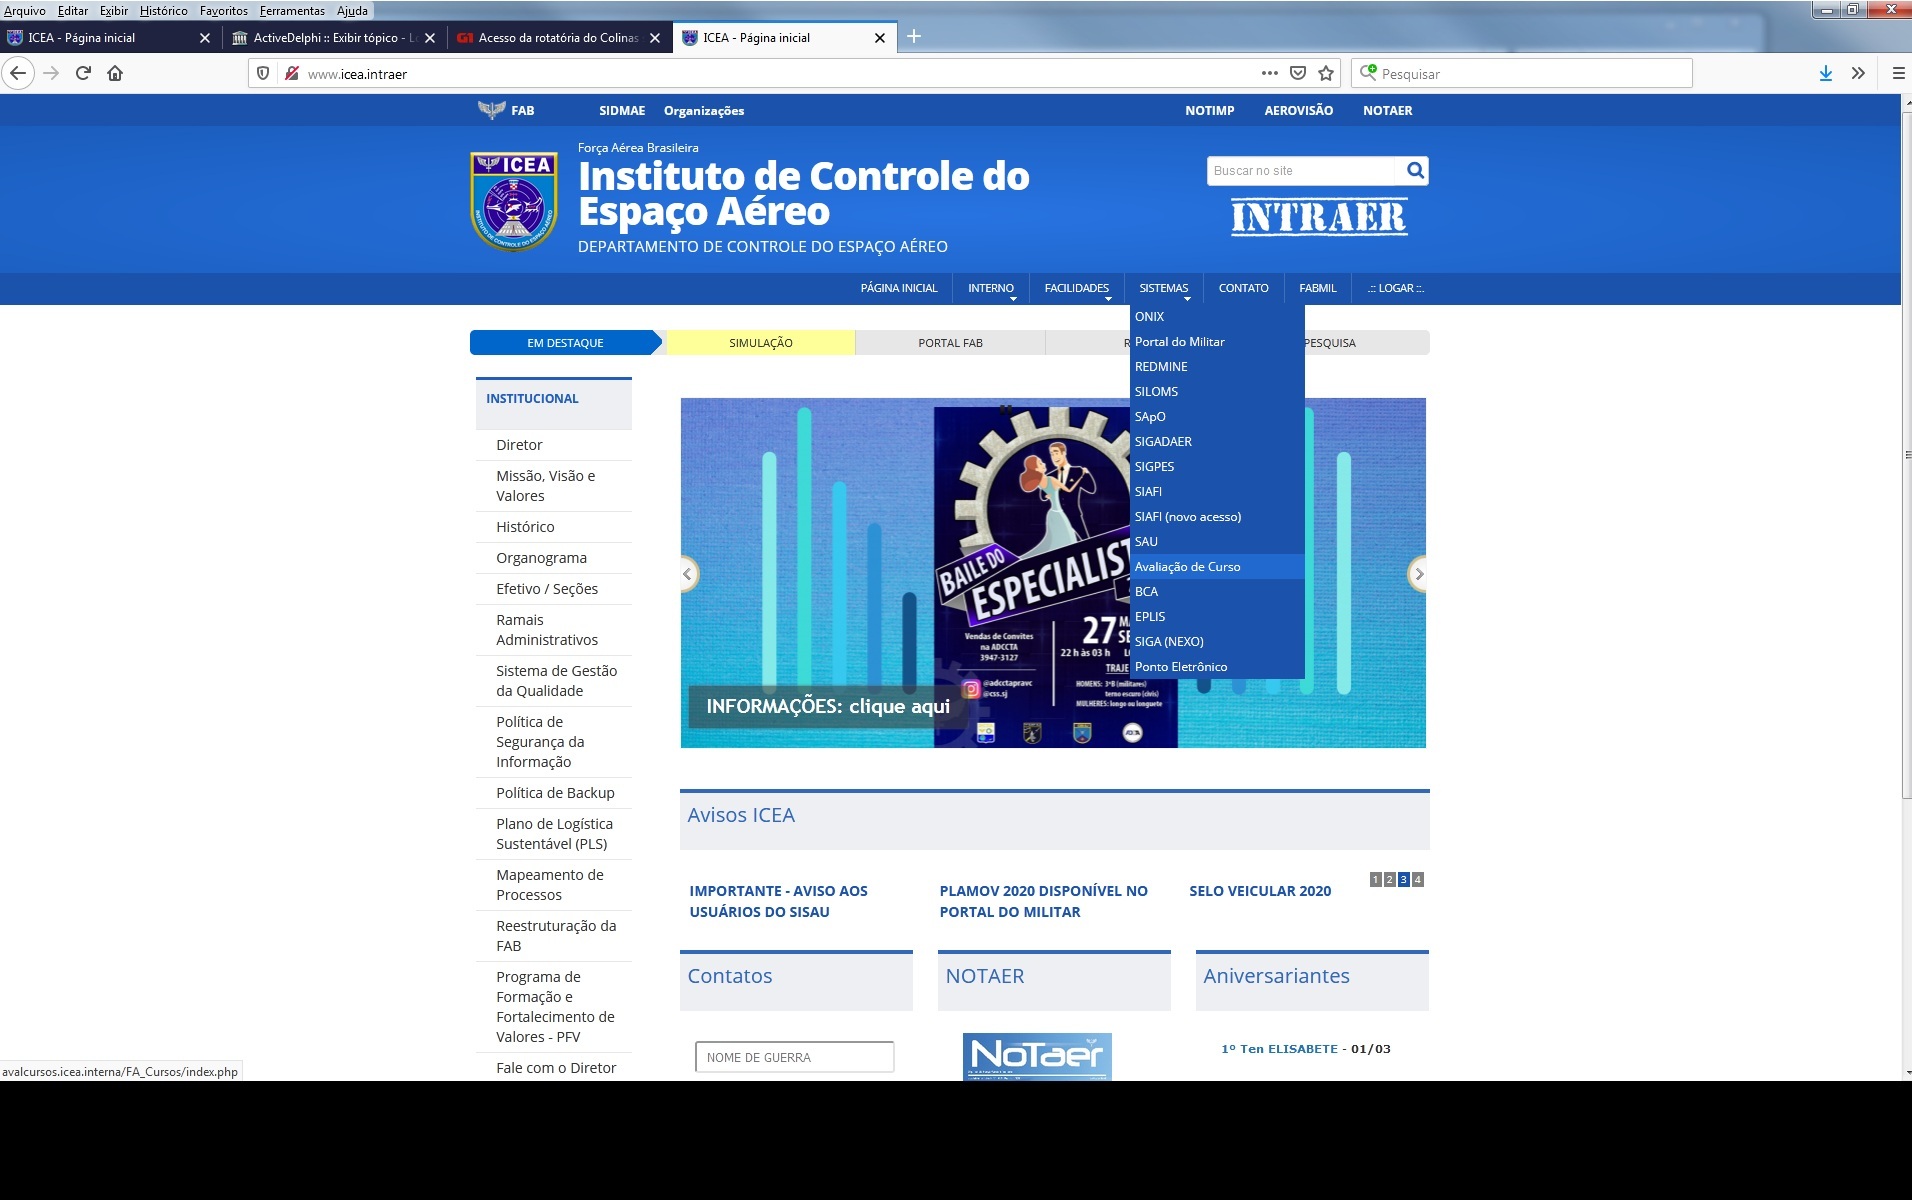 Arquivo Editar Exibir Histórico Favoritos Ferramentas Ajuda
ICEA - Página inicial
ActiveDelphi :: Exibir tópico -
Acesso da rotatória do Colinas
ICEA - Página inicial
www.icea.intraer
Pesquisar
FAB SIDMAE Organizações NOTIMP AEROVISÃO NOTAER
ICEA
INSTITUTO DE CONTROLE DO ESPAÇO AÉREO
Força Aérea Brasileira
Instituto de Controle do
Espaço Aéreo
DEPARTAMENTO DE CONTROLE DO ESPAÇO AÉREO
Buscar no site
INTRAER
PÁGINA INICIAL INTERNO FACILIDADES SISTEMAS CONTATO FABMIL .:: LOGAR ::.
ONIX
Portal do Militar
REDMINE
SILOMS
SApO
SIGADAER
SIGPES
SIAFI
SIAFI (novo acesso)
SAU
Avaliação de Curso
BCA
EPLIS
SIGA (NEXO)
Ponto Eletrônico
EM DESTAQUE SIMULAÇÃO PORTAL FAB R PESQUISA
INSTITUCIONAL
Diretor
Missão, Visão e
Valores
Histórico
Organograma
Efetivo / Seções
Ramais
Administrativos
Sistema de Gestão
da Qualidade
Política de
Segurança da
Informação
Política de Backup
Plano de Logística
Sustentável (PLS)
Mapeamento de
Processos
Reestruturação da
FAB
Programa de
Formação e
Fortalecimento de
Valores - PFV
Fale com o Diretor
BAILE DO
ESPECIALIST
Vendas de Convites
na ADCCTA
3947-3127
@adcctapravc
@css.sj
27 M
SE
22 h às 03 h
TRAJE
HOMENS: 3ºB (militares)
terno escuro (civis)
MULHERES: longo ou longuete
INFORMAÇÕES: clique aqui
Avisos ICEA
1 2 3 4
IMPORTANTE - AVISO AOS
USUÁRIOS DO SISAU
PLAMOV 2020 DISPONÍVEL NO
PORTAL DO MILITAR
SELO VEICULAR 2020
Contatos
NOME DE GUERRA
NOTAER
NOTAER
Aniversariantes
1º Ten ELISABETE - 01/03
avalcursos.icea.interna/FA_Cursos/index.php